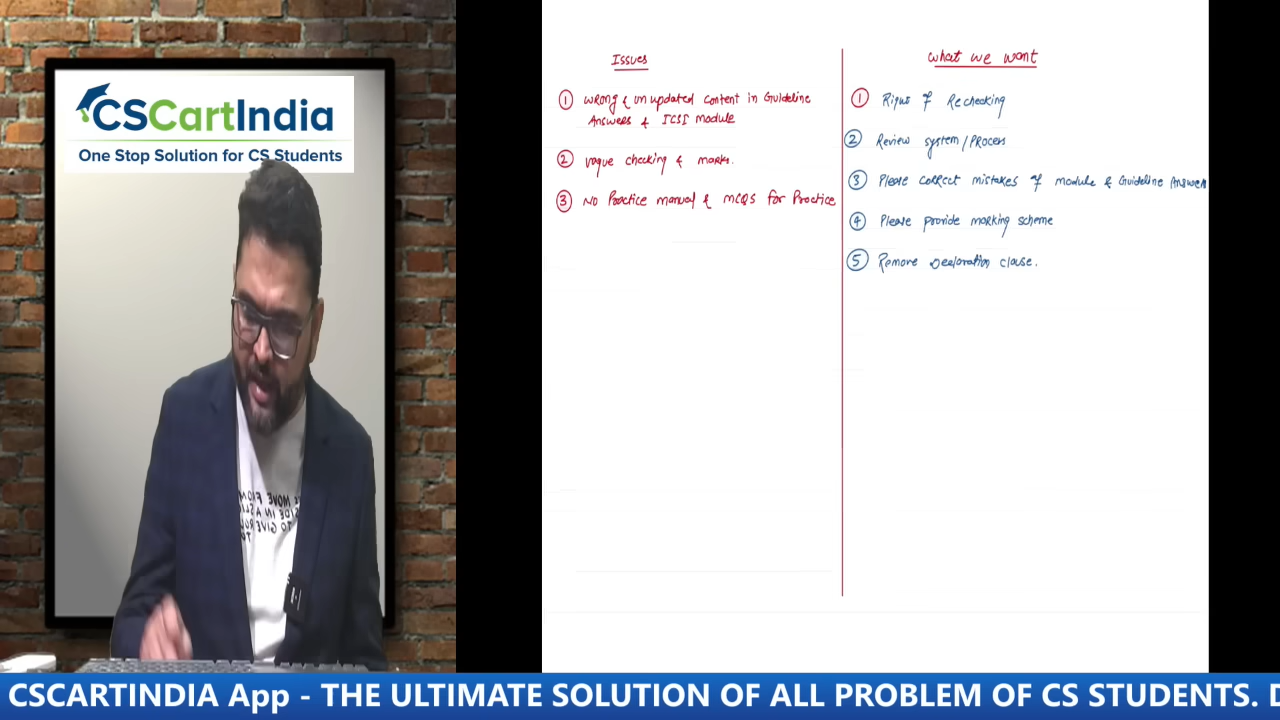 CSCartIndia
One Stop Solution for CS Students
Issues
① Wrong & un updated content in Guideline
Answers & ICSI module
② Vague checking & marks.
③ No Practice manual & MCQS for Practice
What we want
① of Rechecking
② Review system/Process
③ Please correct mistakes of module & Guideline Answers
④ Please provide marking scheme
⑤ Remove Declaration clause.
CSCARTINDIA App - THE ULTIMATE SOLUTION OF ALL PROBLEM OF CS STUDENTS. D